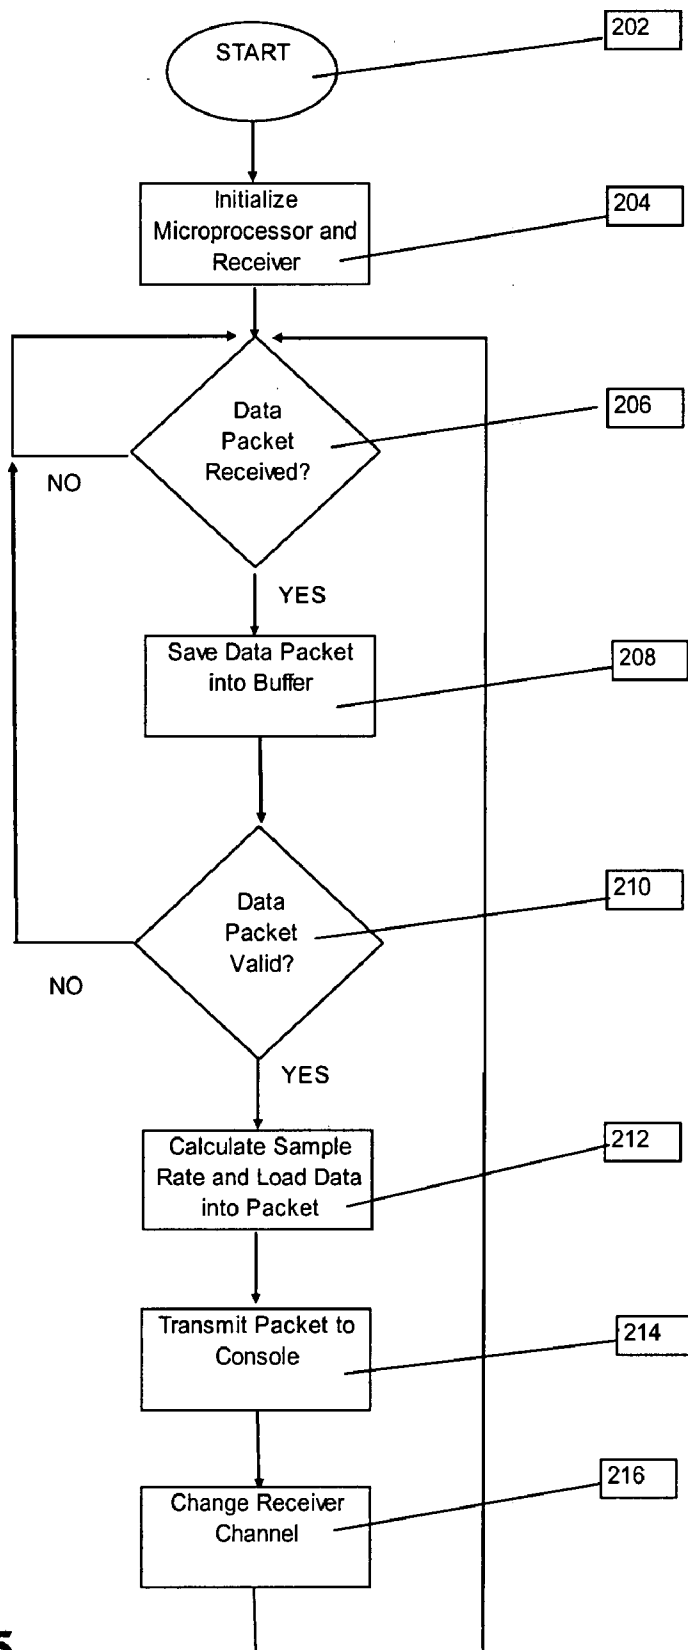 START
202
Initialize
Microprocessor and
Receiver
204
Data
Packet
Received?
206
NO
YES
Save Data Packet
into Buffer
208
Data
Packet
Valid?
210
NO
YES
Calculate Sample
Rate and Load Data
into Packet
212
Transmit Packet to
Console
214
Change Receiver
Channel
216